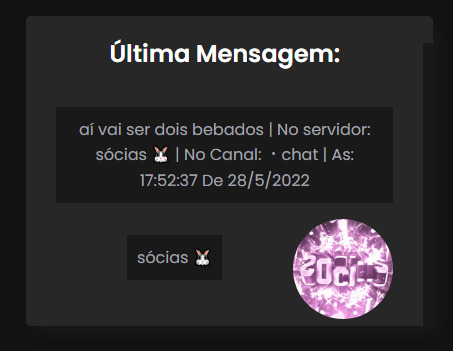 Última Mensagem:
aí vai ser dois bebados | No servidor:
sócias 🐰 | No Canal: ・chat | As:
17:52:37 De 28/5/2022
sócias 🐰
sócias